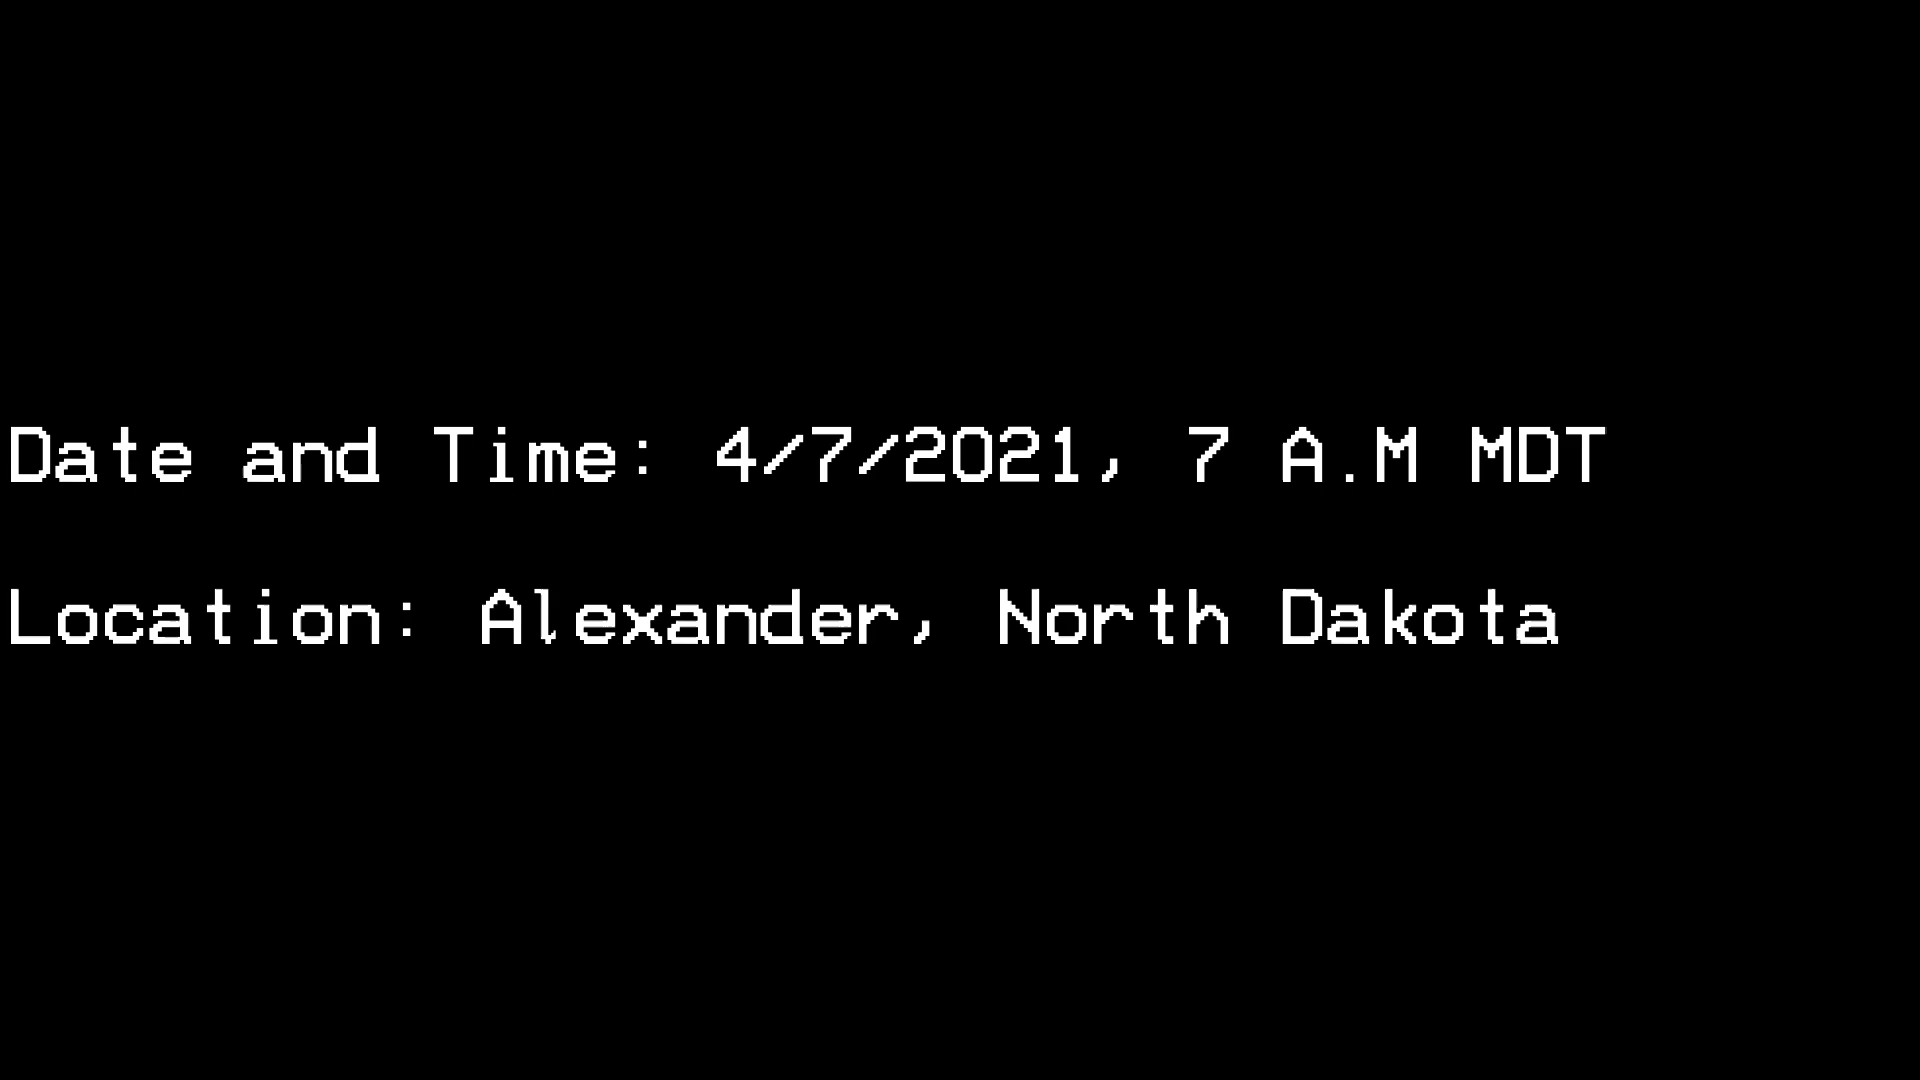 Date and Time: 4/7/2021, 7 A.M MDT
Location: Alexander, North Dakota